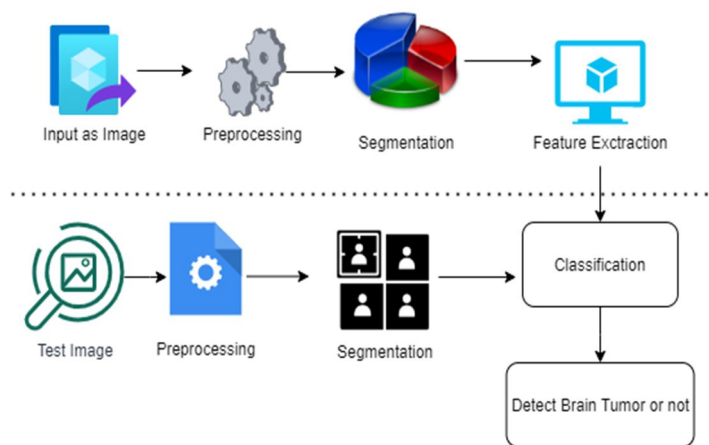 Input as Image
Preprocessing
Segmentation
Feature Exctraction
Classification
Test Image
Preprocessing
Segmentation
Detect Brain Tumor or not